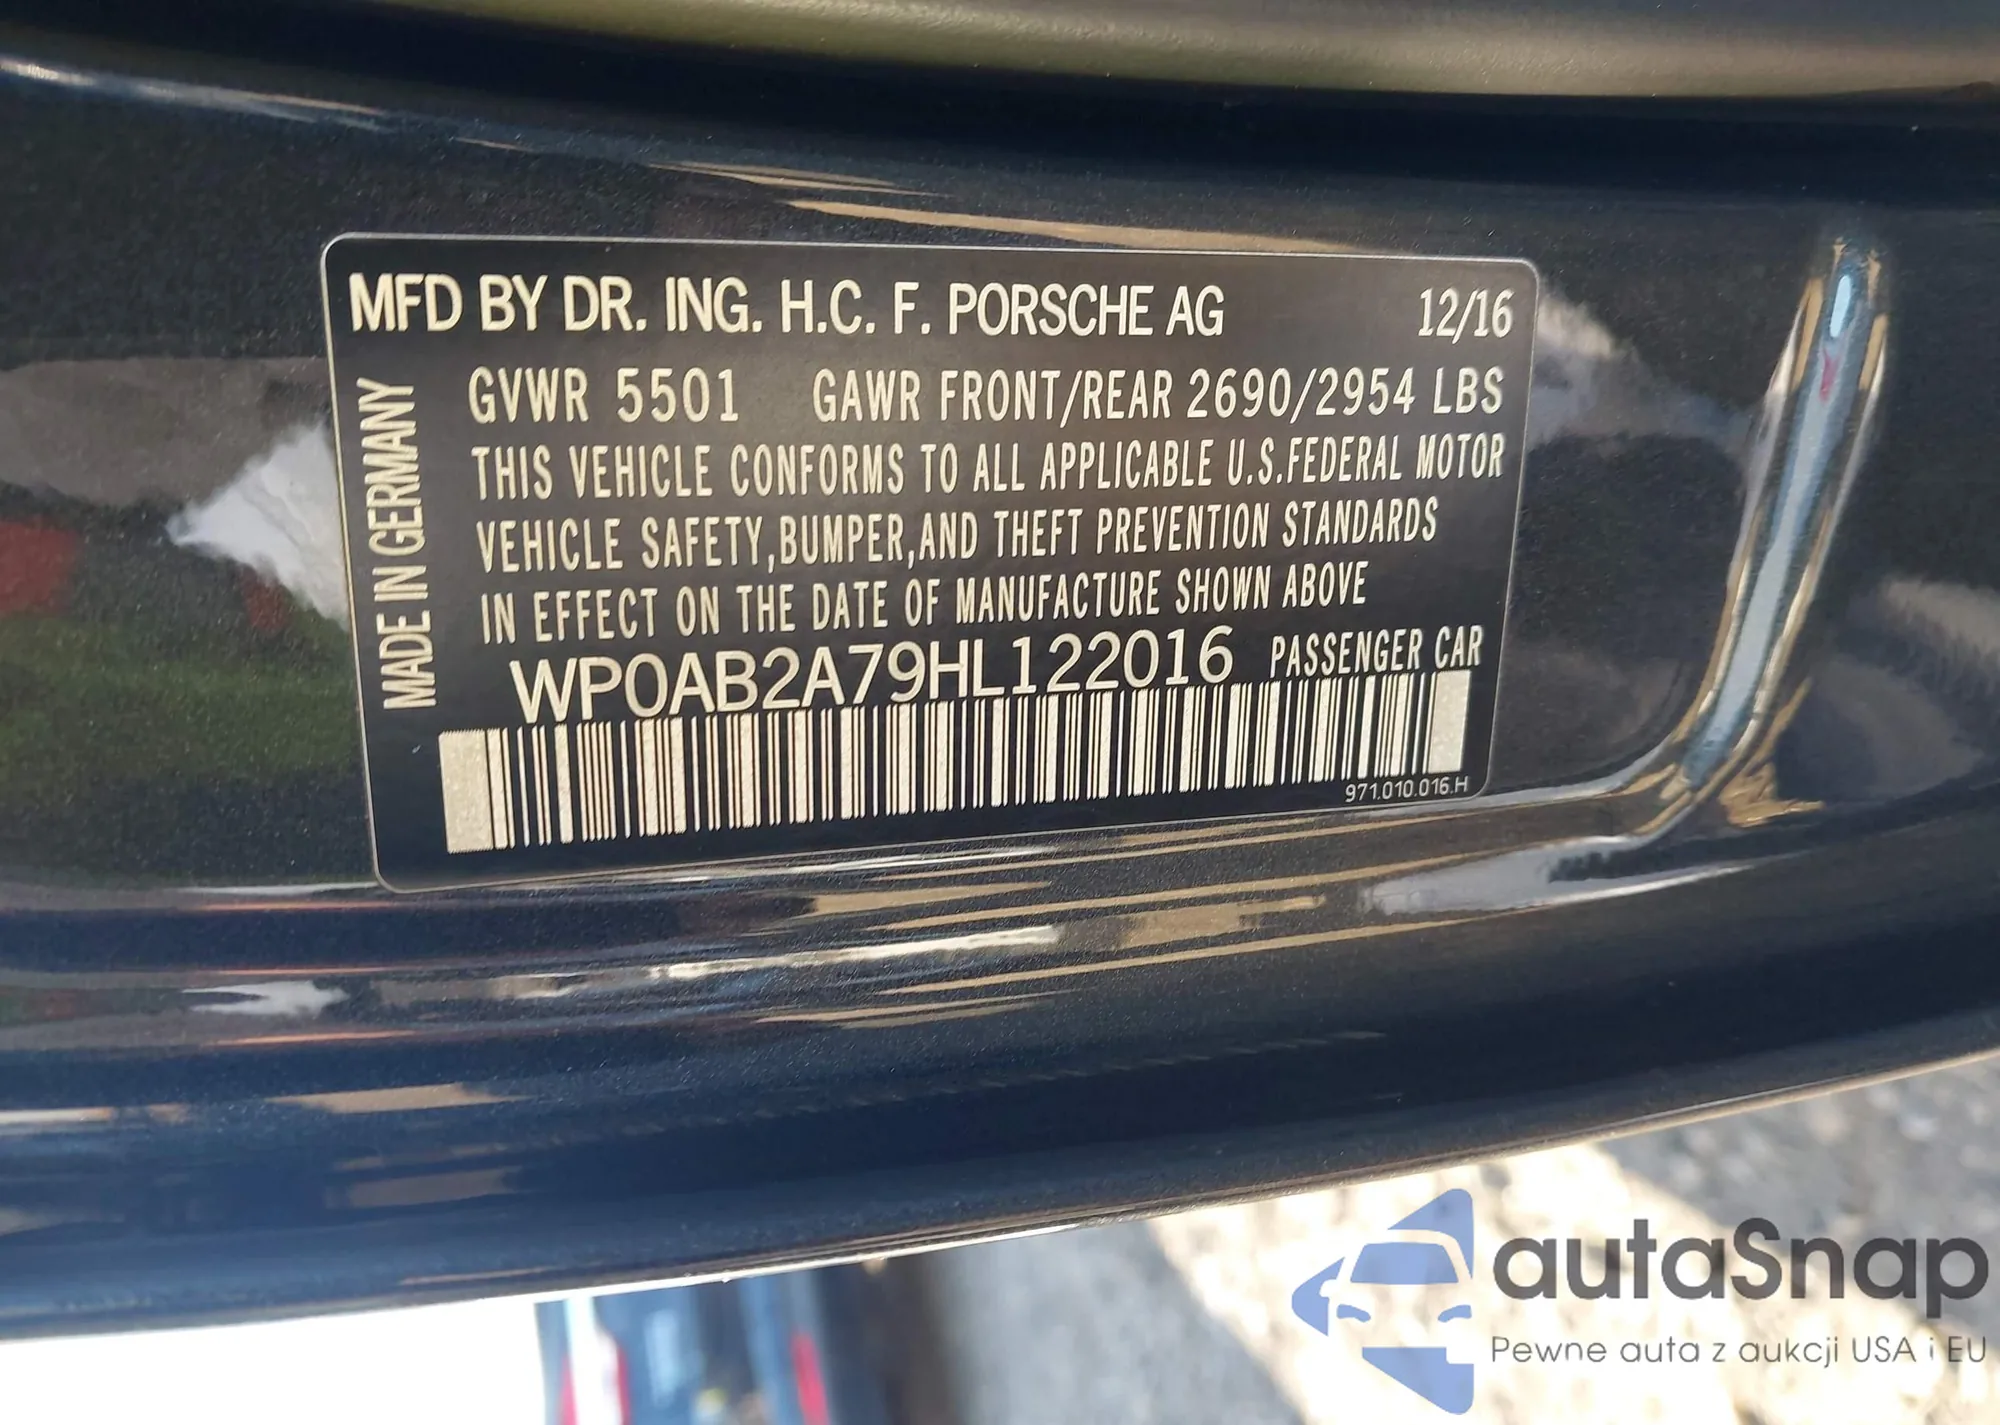 MFD BY DR. ING. H.C. F. PORSCHE AG 12/16
GVWR 5501 GAWR FRONT/REAR 2690/2954 LBS
THIS VEHICLE CONFORMS TO ALL APPLICABLE U.S.FEDERAL MOTOR
VEHICLE SAFETY,BUMPER,AND THEFT PREVENTION STANDARDS
IN EFFECT ON THE DATE OF MANUFACTURE SHOWN ABOVE
WP0AB2A79HL122016 PASSENGER CAR
971.010.016.H
MADE IN GERMANY
autaSnap
Pewne auta z aukcji USA i EU